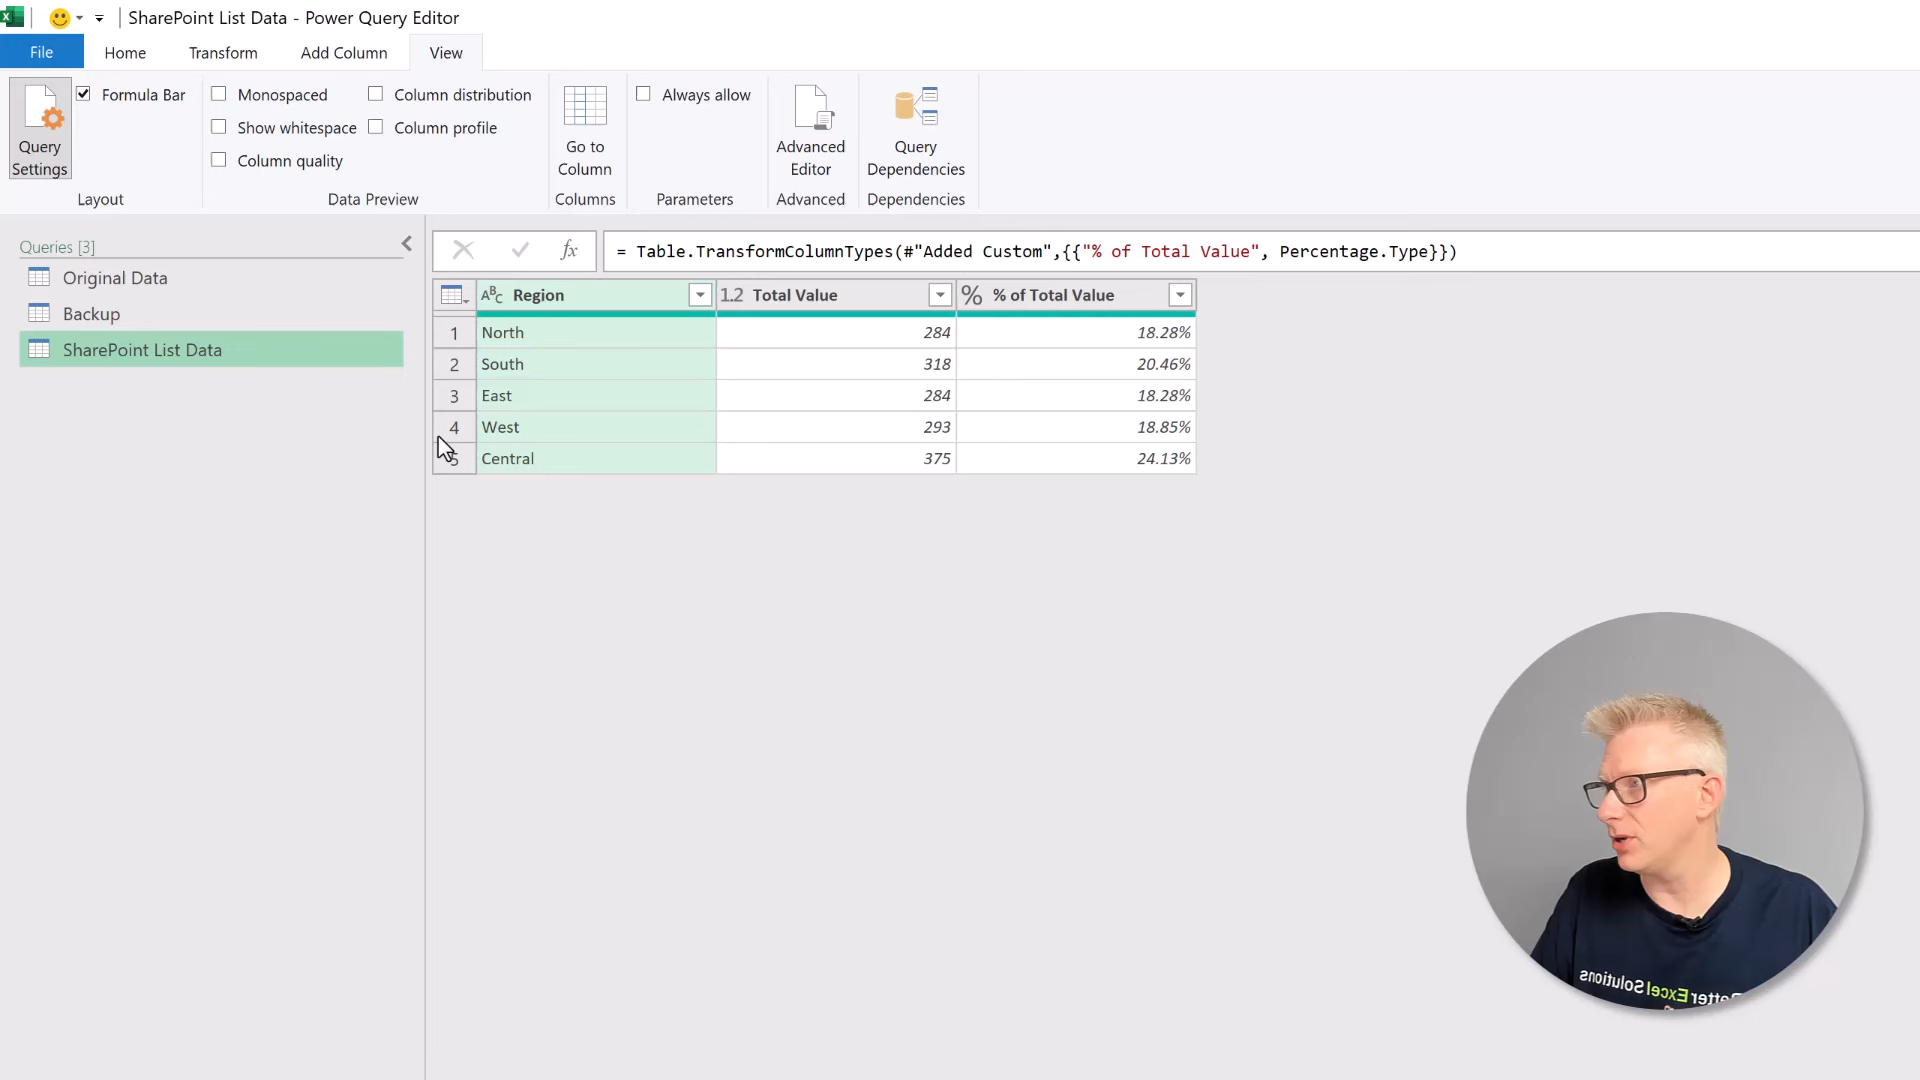 SharePoint List Data - Power Query Editor
File Home Transform Add Column View
Query Settings
Formula Bar
Layout
Monospaced
Show whitespace
Column quality
Column distribution
Column profile
Data Preview
Go to Column
Columns
Always allow
Parameters
Advanced Editor
Advanced
Query Dependencies
Dependencies
Queries [3]
Original Data
Backup
SharePoint List Data
fx = Table.TransformColumnTypes(#"Added Custom",{{"% of Total Value", Percentage.Type}})
ABC Region 1.2 Total Value % % of Total Value
1 North 284 18.28%
2 South 318 20.46%
3 East 284 18.28%
4 West 293 18.85%
5 Central 375 24.13%
Excel Solutions